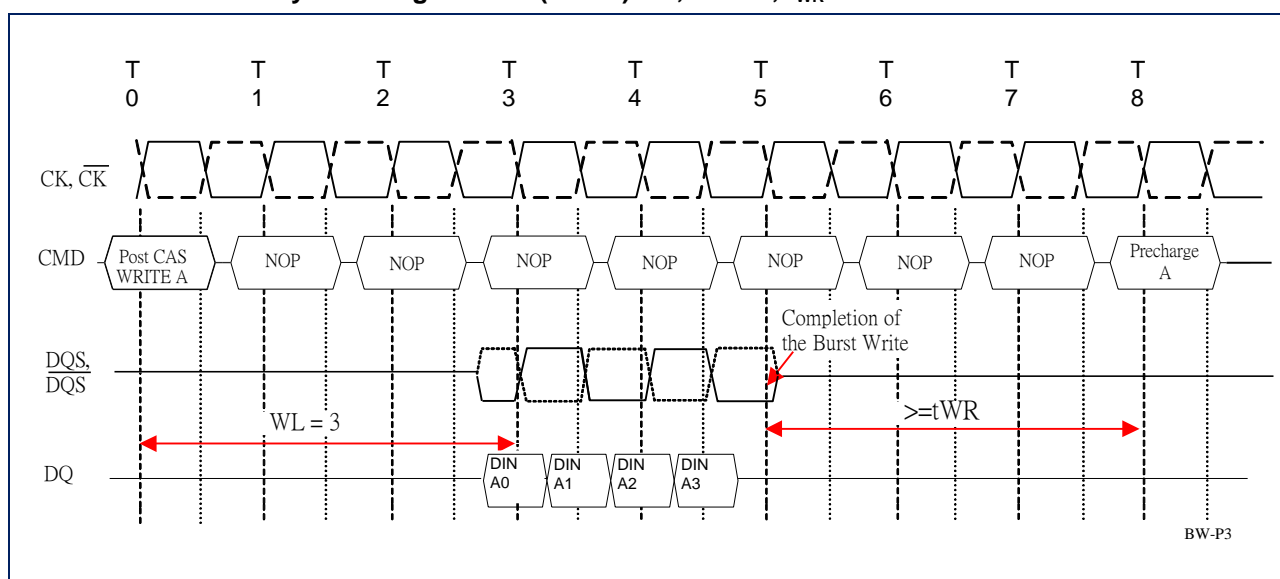 T T T T T T T T T
0 1 2 3 4 5 6 7 8
CK, CK
CMD
Post CAS
WRITE A
NOP
NOP
NOP
NOP
NOP
NOP
NOP
Precharge
A
Completion of
the Burst Write
DQS,
DQS
WL = 3
>=tWR
DQ
DIN
A0
DIN
A1
DIN
A2
DIN
A3
BW-P3